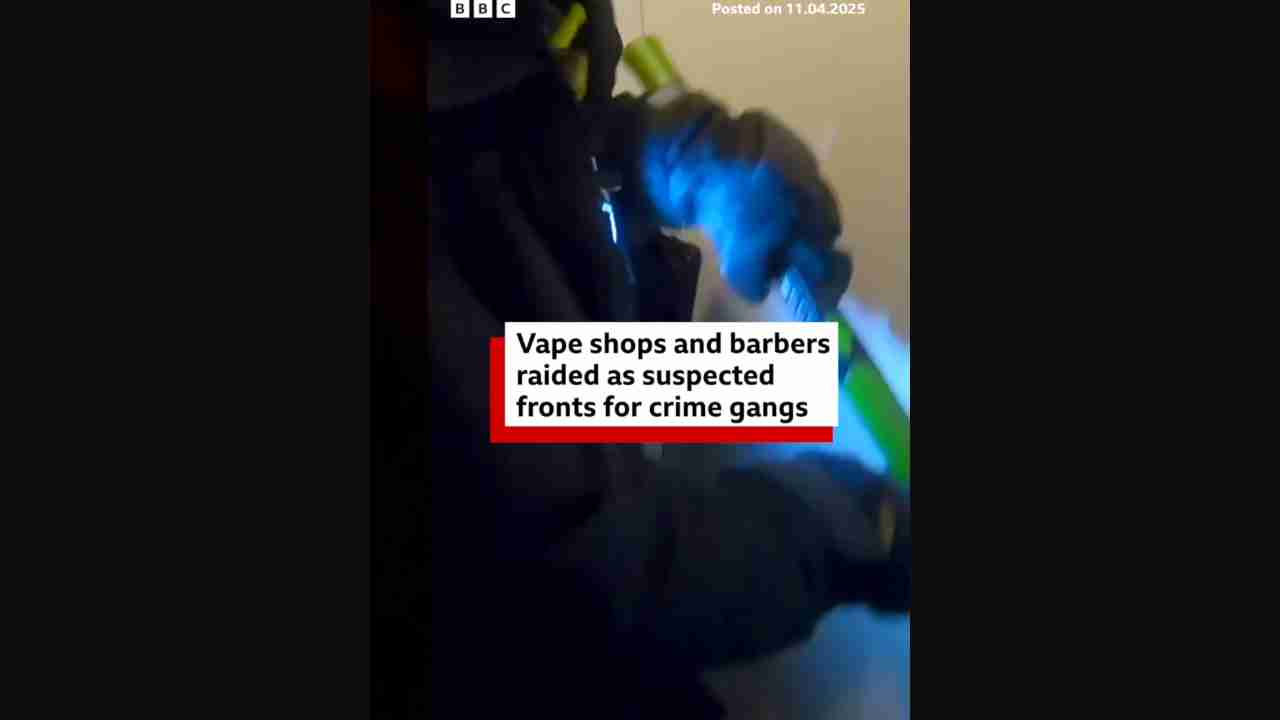 BBC
Posted on 11.04.2025
Vape shops and barbers
raided as suspected
fronts for crime gangs